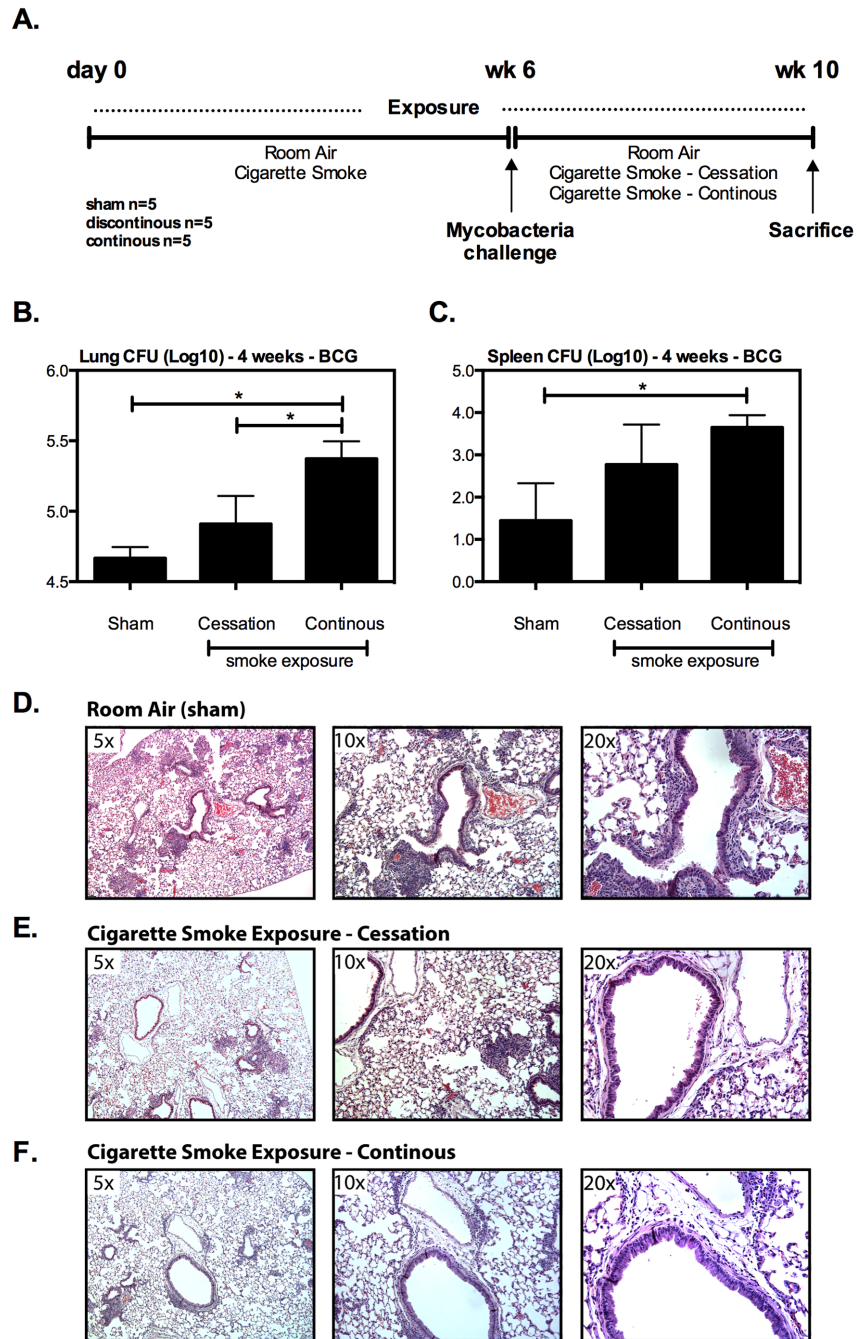 A.
day 0 wk 6 wk 10
Exposure
Room Air Room Air
Cigarette Smoke Cigarette Smoke - Cessation
Cigarette Smoke - Continous
sham n=5
discontinous n=5
continous n=5
Mycobacteria Sacrifice
challenge
B. C.
Lung CFU (Log10) - 4 weeks - BCG
6.0
5.5
5.0
4.5
* *
Sham Cessation Continous
smoke exposure
Spleen CFU (Log10) - 4 weeks - BCG
5.0
4.0
3.0
2.0
1.0
0.0
*
Sham Cessation Continous
smoke exposure
D. Room Air (sham)
5x 10x 20x
E. Cigarette Smoke Exposure - Cessation
5x 10x 20x
F. Cigarette Smoke Exposure - Continous
5x 10x 20x